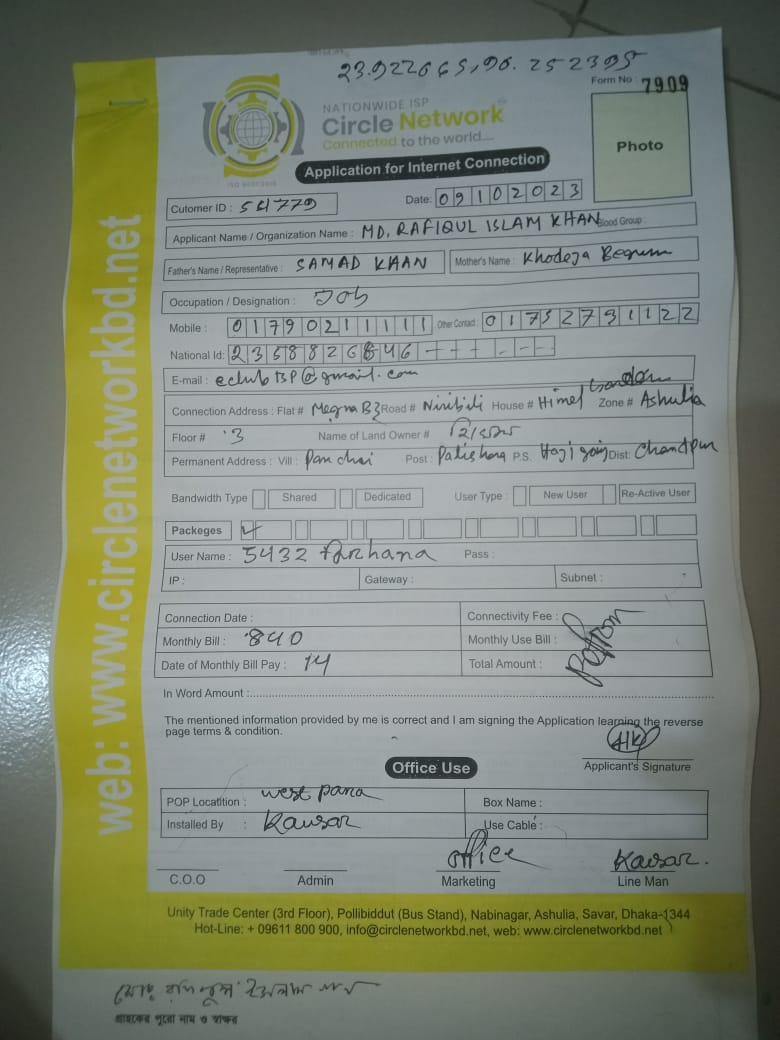 23.922665,90.252395
Form No : 7909
NATIONWIDE ISP
Circle Network
Connected to the world....
Photo
Application for Internet Connection
Cutomer ID : 54779 Date: 09102023
Applicant Name / Organization Name : MD. RAFIQUL ISLAM KHAN Blood Group :
Father's Name / Representative : SAMAD KHAN Mother's Name : Khodeja Begum
Occupation / Designation : Job
Mobile : 01790211111 Other Contact : 01752731122
National Id: 2358826846
E-mail : eclubBP@gmail.com
Connection Address : Flat # Megna B3 Road # Niribili House # Himel Zone # Ashulia
Floor # 3 Name of Land Owner #
Permanent Address : Vill : Panchai Post : Palishara P.S. Hajigonj Dist: Chandpur
Bandwidth Type Shared Dedicated User Type : New User Re-Active User
Packeges 4
User Name : 5432 farhana Pass :
IP : Gateway : Subnet :
Connection Date : Connectivity Fee :
Monthly Bill : 840 Monthly Use Bill :
Date of Monthly Bill Pay : 14 Total Amount :
In Word Amount :
The mentioned information provided by me is correct and I am signing the Application learning the reverse
page terms & condition.
Applicant's Signature
Office Use
POP Locatition : west para Box Name :
Installed By : Kawsar Use Cable :
office Kawsar.
C.O.O Admin Marketing Line Man
Unity Trade Center (3rd Floor), Pollibiddut (Bus Stand), Nabinagar, Ashulia, Savar, Dhaka-1344
Hot-Line: + 09611 800 900, info@circlenetworkbd.net, web: www.circlenetworkbd.net
মোঃ রফিকুল ইসলাম খান
গ্রাহকের পুরো নাম ও স্বাক্ষর
web: www.circlenetworkbd.net